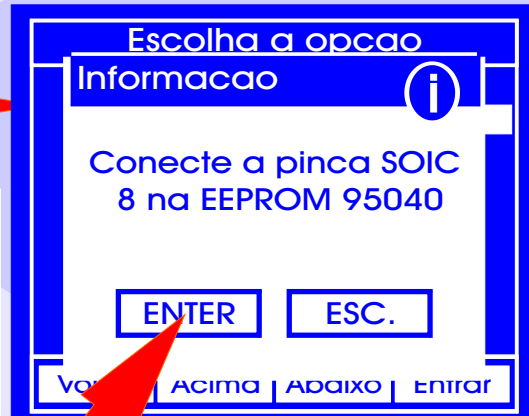 Escolha a opcao
Informacao
i
Conecte a pinca SOIC
8 na EEPROM 95040
ENTER ESC.
Acima Abaixo Entrar